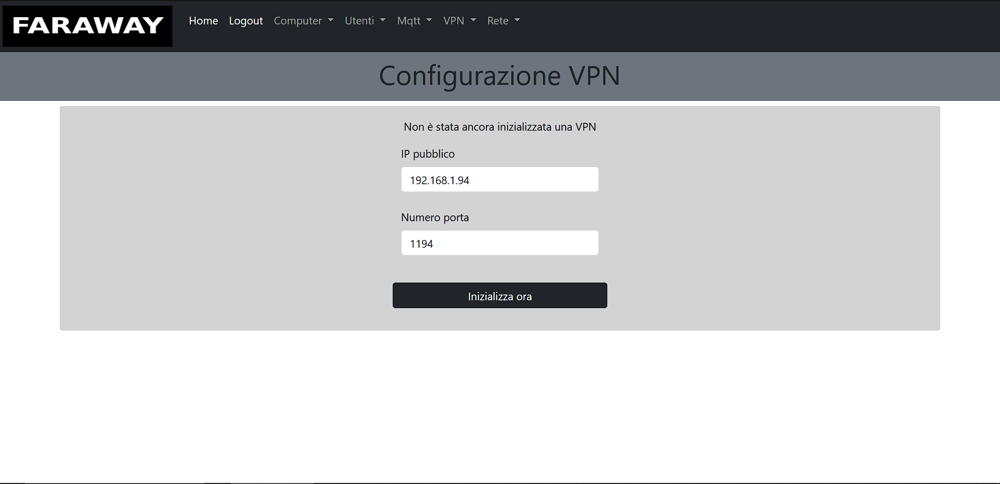 FARAWAY
Home Logout Computer Utenti Mqtt VPN Rete
Configurazione VPN
Non è stata ancora inizializzata una VPN
IP pubblico
192.168.1.94
Numero porta
1194
Inizializza ora